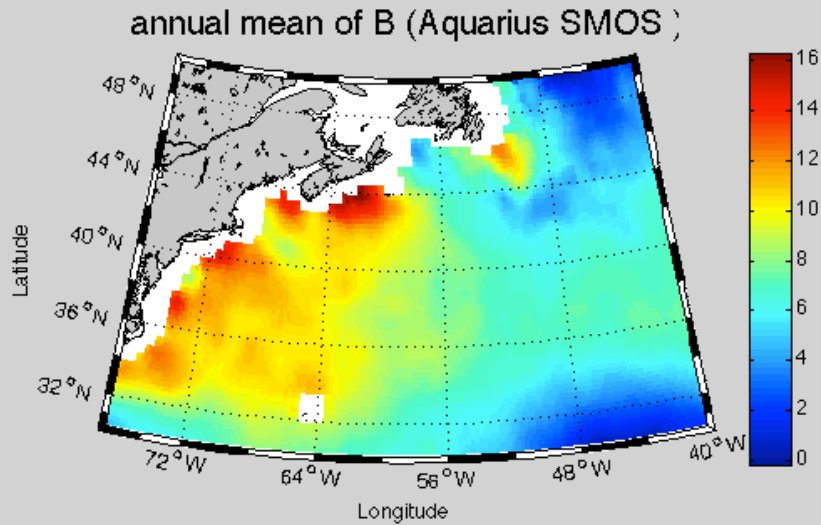 annual mean of B (Aquarius SMOS )
48°N
44°N
40°N
36°N
32°N
72°W
64°W
56°W
48°W
40°W
Latitude
Longitude
16
14
12
10
8
6
4
2
0